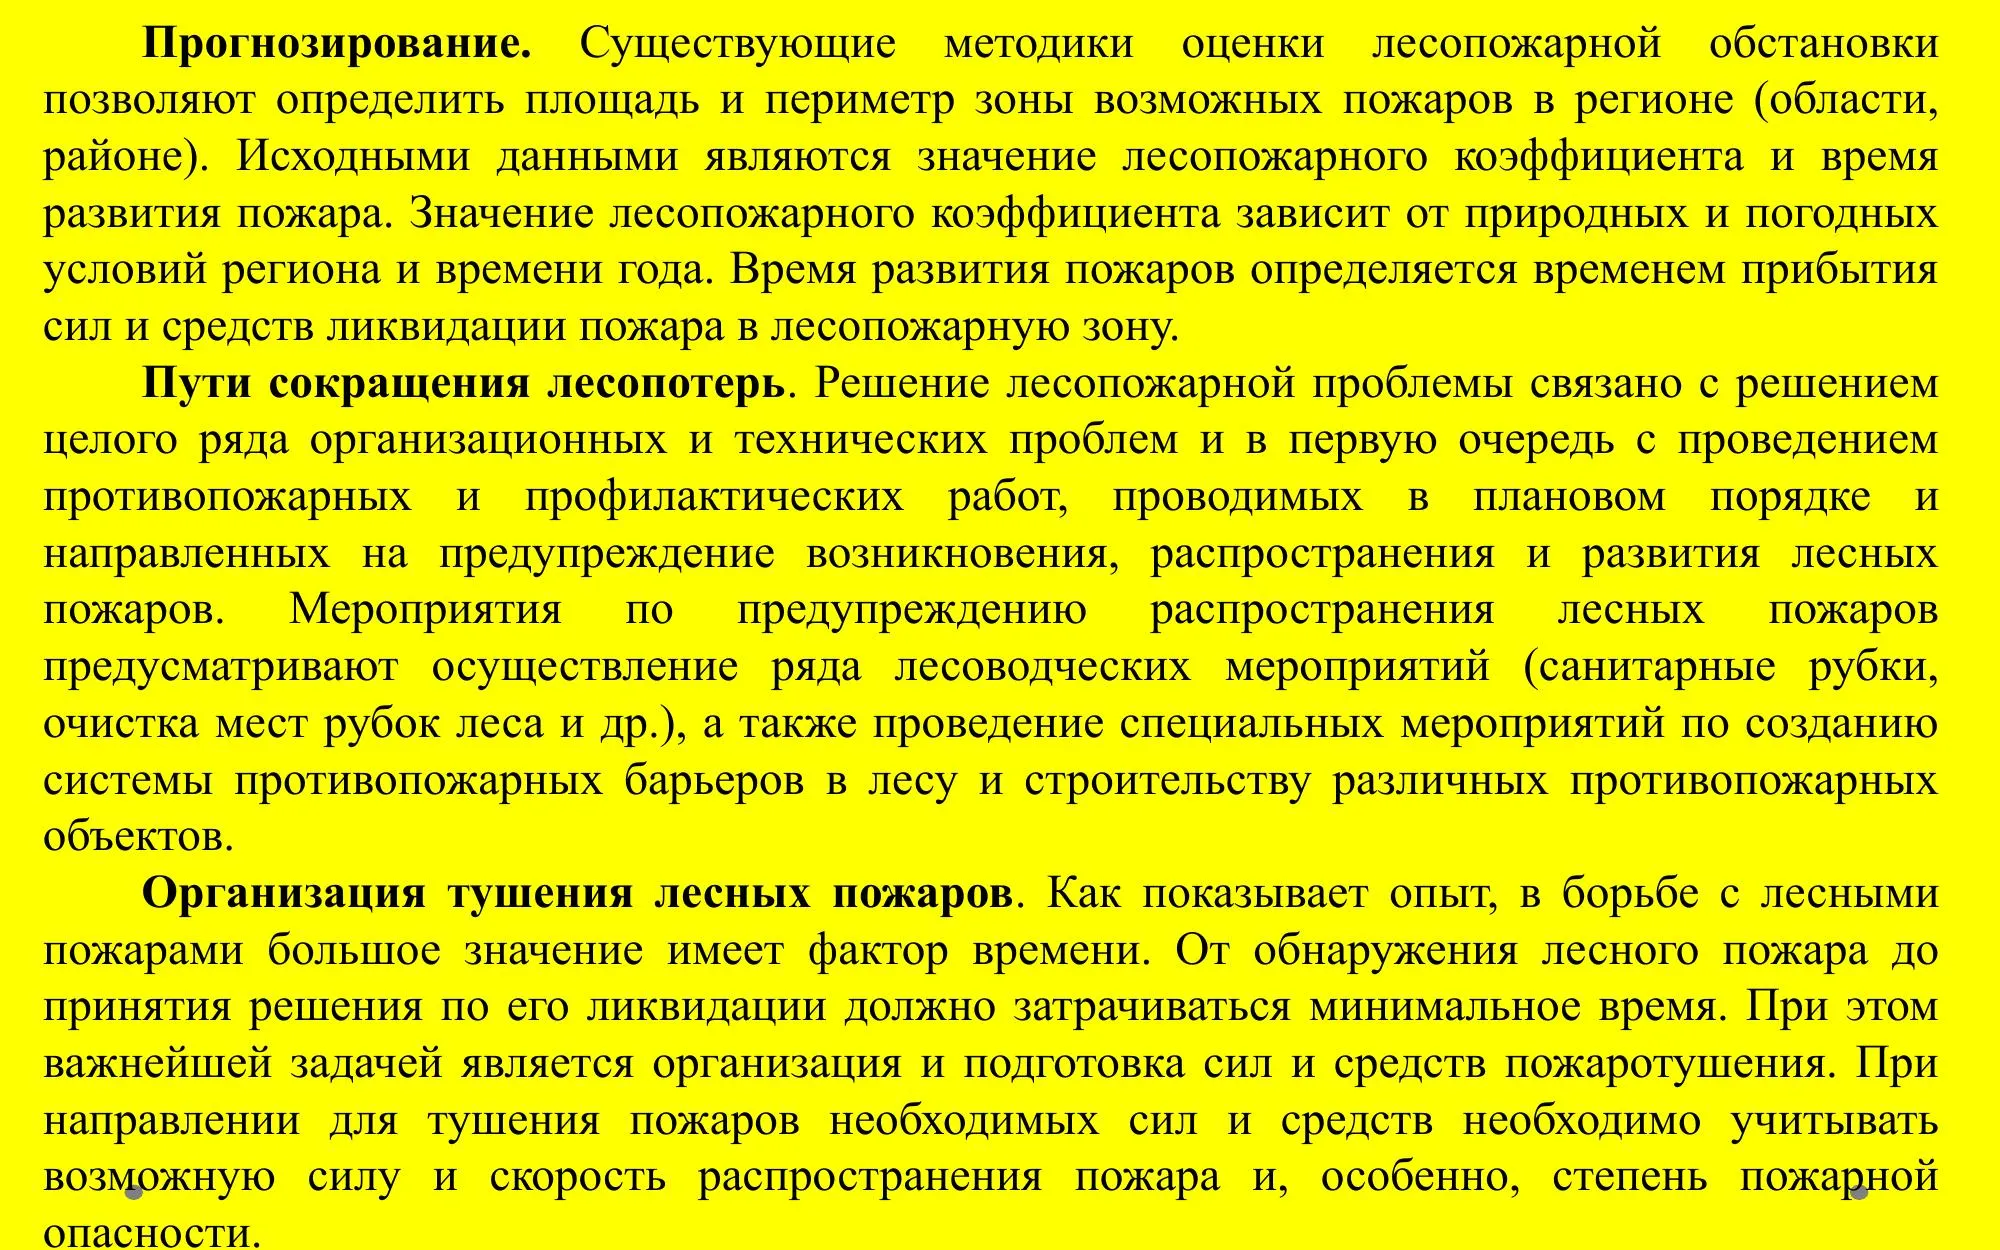 Прогнозирование. Существующие методики оценки лесопожарной обстановки
позволяют определить площадь и периметр зоны возможных пожаров в регионе (области,
районе). Исходными данными являются значение лесопожарного коэффициента и время
развития пожара. Значение лесопожарного коэффициента зависит от природных и погодных
условий региона и времени года. Время развития пожаров определяется временем прибытия
сил и средств ликвидации пожара в лесопожарную зону.
Пути сокращения лесопотерь. Решение лесопожарной проблемы связано с решением
целого ряда организационных и технических проблем и в первую очередь с проведением
противопожарных и профилактических работ, проводимых в плановом порядке и
направленных на предупреждение возникновения, распространения и развития лесных
пожаров. Мероприятия по предупреждению распространения лесных пожаров
предусматривают осуществление ряда лесоводческих мероприятий (санитарные рубки,
очистка мест рубок леса и др.), а также проведение специальных мероприятий по созданию
системы противопожарных барьеров в лесу и строительству различных противопожарных
объектов.
Организация тушения лесных пожаров. Как показывает опыт, в борьбе с лесными
пожарами большое значение имеет фактор времени. От обнаружения лесного пожара до
принятия решения по его ликвидации должно затрачиваться минимальное время. При этом
важнейшей задачей является организация и подготовка сил и средств пожаротушения. При
направлении для тушения пожаров необходимых сил и средств необходимо учитывать
возможную силу и скорость распространения пожара и, особенно, степень пожарной
опасности.